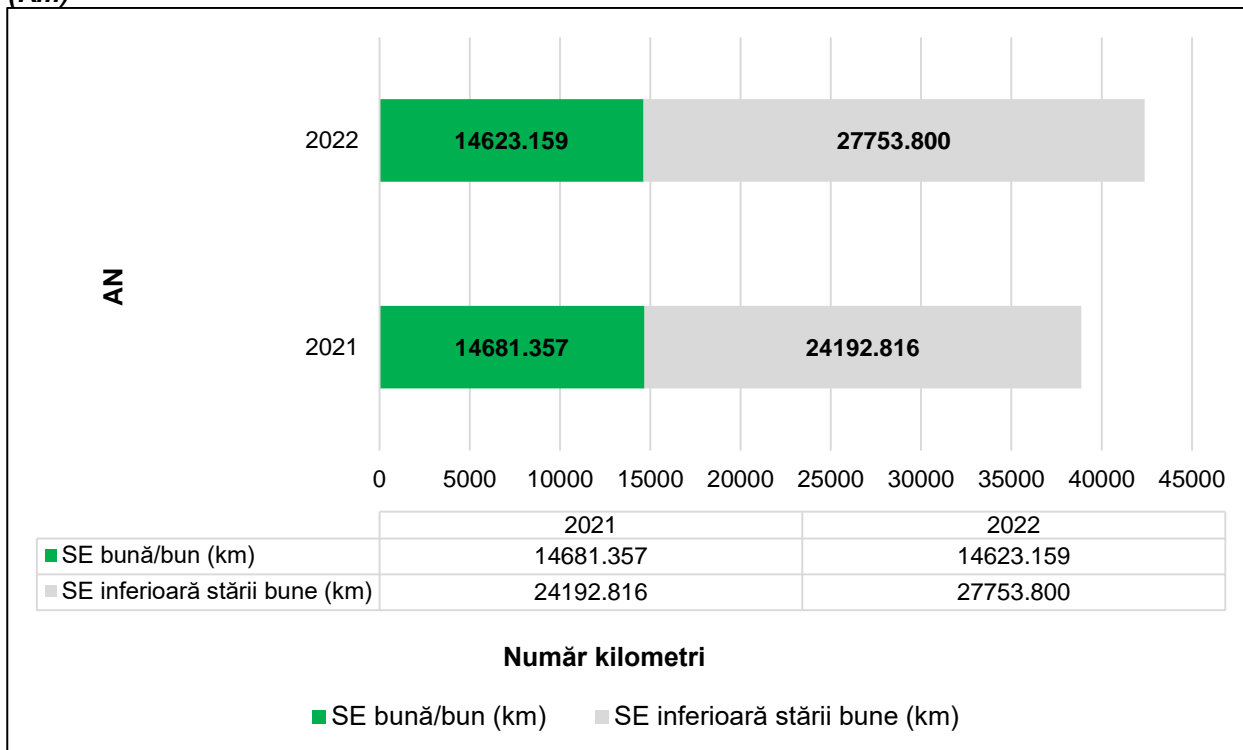 2022
14623.159 27753.800
AN
2021
14681.357 24192.816
0 5000 10000 15000 20000 25000 30000 35000 40000 45000
2021 2022
SE bună/bun (km) 14681.357 14623.159
SE inferioară stării bune (km) 24192.816 27753.800
Număr kilometri
SE bună/bun (km) SE inferioară stării bune (km)